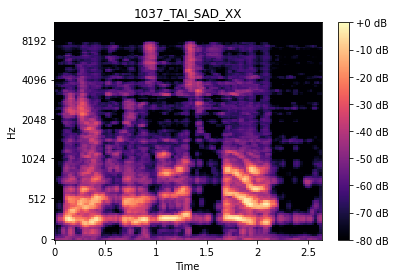 1037_TAI_SAD_XX
+0 dB
8192
-10 dB
4096
-20 dB
-30 dB
2048
Hz
-40 dB
1024
-50 dB
512
-60 dB
-70 dB
0
-80 dB
0 0.5 1 1.5 2 2.5
Time